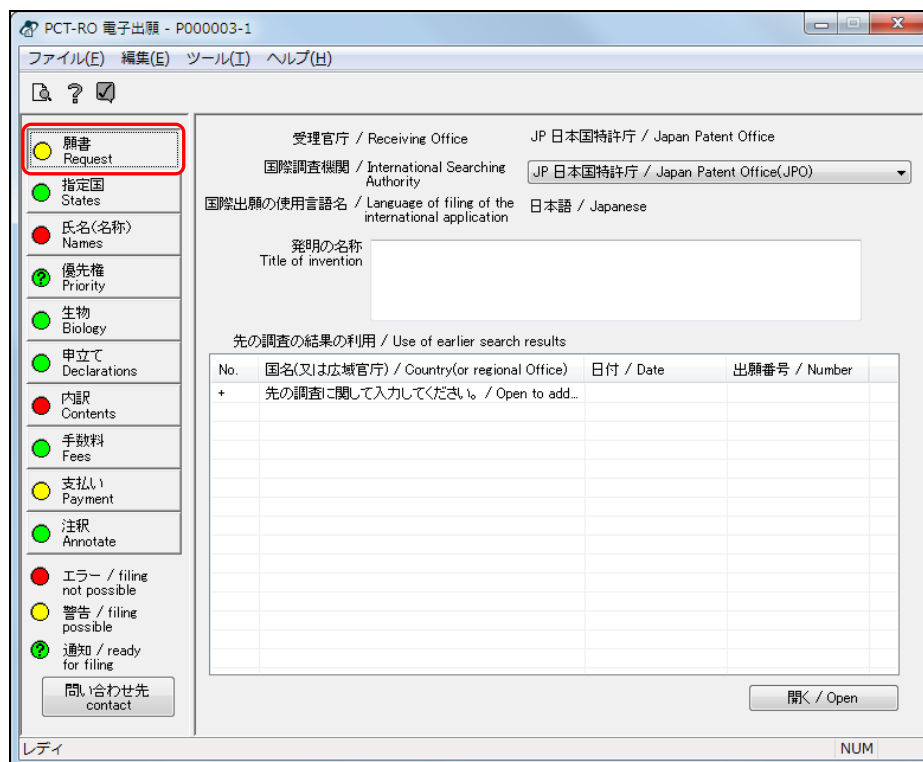 PCT-RO 電子出願 - P000003-1
ファイル(F) 編集(E) ツール(T) ヘルプ(H)
願書
Request
指定国
States
氏名(名称)
Names
優先権
Priority
生物
Biology
申立て
Declarations
内訳
Contents
手数料
Fees
支払い
Payment
注釈
Annotate
エラー / filing
not possible
警告 / filing
possible
通知 / ready
for filing
問い合わせ先
contact
受理官庁 / Receiving Office JP 日本国特許庁 / Japan Patent Office
国際調査機関 / International Searching
Authority
JP 日本国特許庁 / Japan Patent Office(JPO)
国際出願の使用言語名 / Language of filing of the
international application
日本語 / Japanese
発明の名称
Title of invention
先の調査の結果の利用 / Use of earlier search results
No. 国名(又は広域官庁) / Country(or regional Office) 日付 / Date 出願番号 / Number
+ 先の調査に関して入力してください。 / Open to add...
開く / Open
レディ NUM